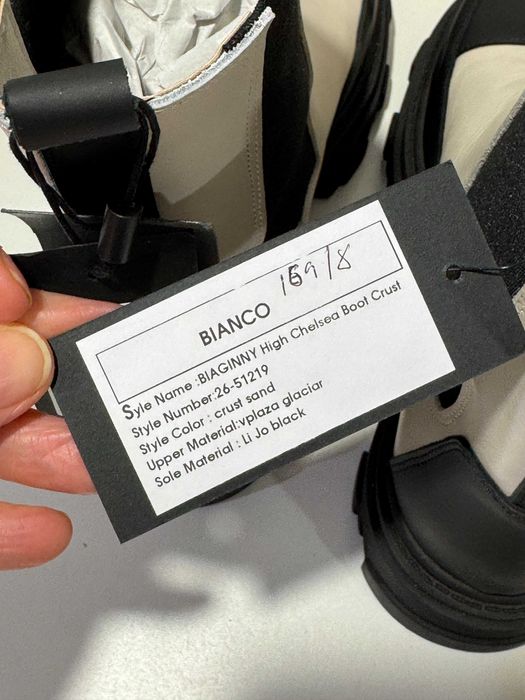 169/8
BIANCO
Syle Name :BIAGINNY High Chelsea Boot Crust
Style Number:26-51219
Style Color : crust sand
Upper Material:vplaza glaciar
Sole Material : Li Jo black